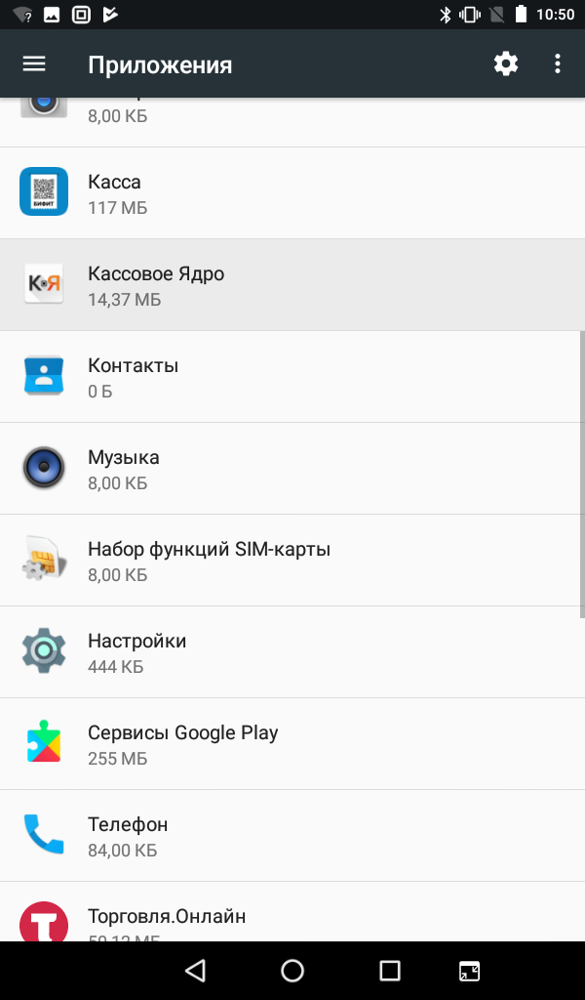 10:50
Приложения
8,00 КБ
Касса
117 МБ
БИФИТ
Кассовое Ядро
14,37 МБ
КЯ
Контакты
0 Б
Музыка
8,00 КБ
Набор функций SIM-карты
8,00 КБ
Настройки
444 КБ
Сервисы Google Play
255 МБ
Телефон
84,00 КБ
Торговля.Онлайн